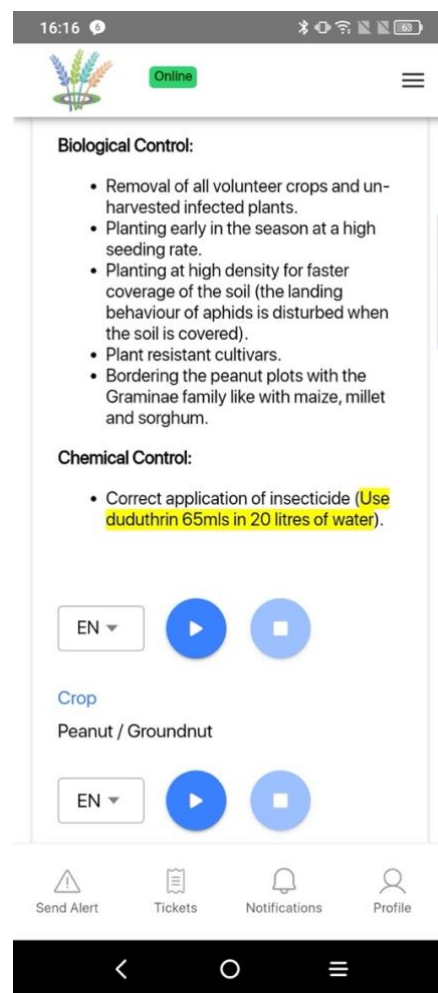 16:16
63
Online
Biological Control:
• Removal of all volunteer crops and un-
harvested infected plants.
• Planting early in the season at a high
seeding rate.
• Planting at high density for faster
coverage of the soil (the landing
behaviour of aphids is disturbed when
the soil is covered).
• Plant resistant cultivars.
• Bordering the peanut plots with the
Graminae family like with maize, millet
and sorghum.
Chemical Control:
• Correct application of insecticide (Use
duduthrin 65mls in 20 litres of water).
EN
Crop
Peanut / Groundnut
EN
Send Alert Tickets Notifications Profile